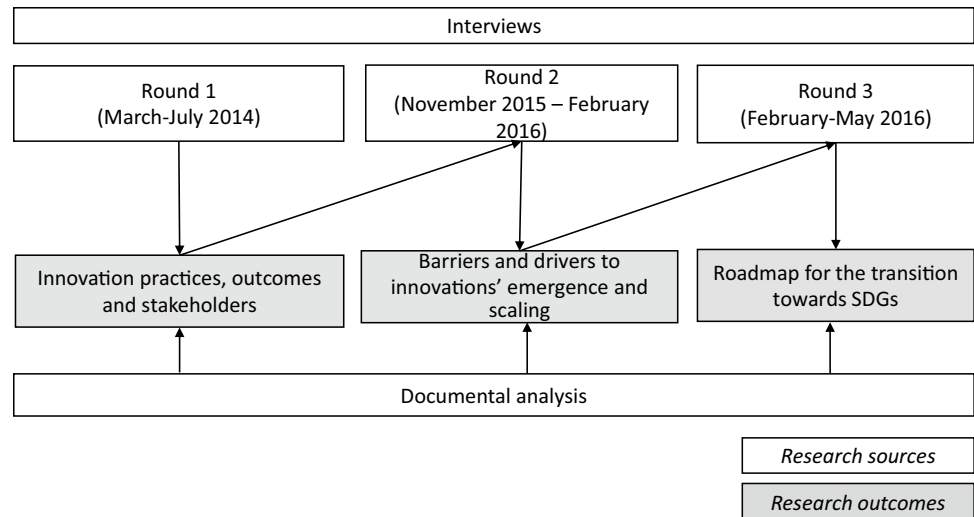 Interviews
Round 1
(March-July 2014)
Round 2
(November 2015 – February
2016)
Round 3
(February-May 2016)
Innovation practices, outcomes
and stakeholders
Barriers and drivers to
innovations’ emergence and
scaling
Roadmap for the transition
towards SDGs
Documental analysis
Research sources
Research outcomes